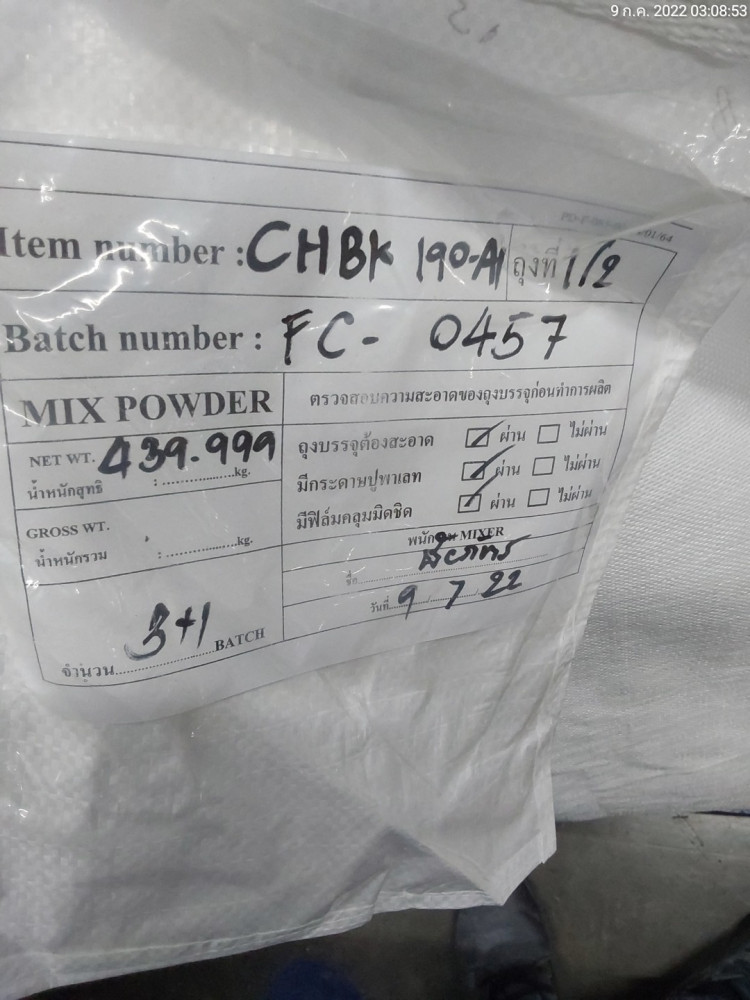 9 ก.ค. 2022 03:08:53
Item number : CHBK 190-A1 ถุงที่ 1/2
Batch number : FC- 0457
MIX POWDER
NET WT. 439.999
น้ำหนักสุทธิ :..............kg.
GROSS WT.
น้ำหนักรวม :..............kg.
3+1
จำนวน..............BATCH
ตรวจสอบความสะอาดของถุงบรรจุก่อนทำการผลิต
ถุงบรรจุต้องสะอาด ☑ ผ่าน ☐ ไม่ผ่าน
มีกระดาษปูพาเลท ☑ ผ่าน ☐ ไม่ผ่าน
มีฟิล์มคลุมมิดชิด ☑ ผ่าน ☐ ไม่ผ่าน
พนักงาน MIXER
ชื่อ
วันที่ 9 / 7 / 22